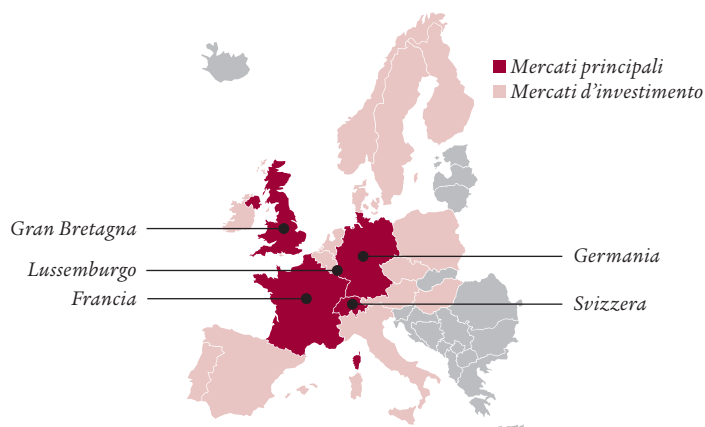 Mercati principali
Mercati d'investimento
Gran Bretagna
Germania
Lussemburgo
Francia
Svizzera